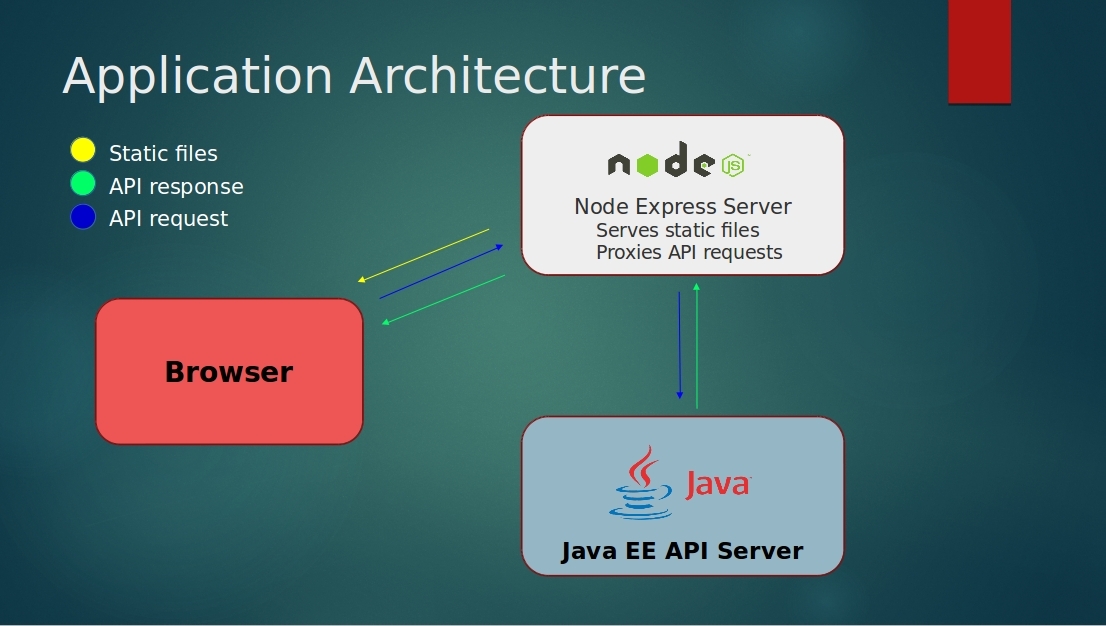 Application Architecture
Static files
API response
API request
node
JS
Node Express Server
Serves static files
Proxies API requests
Browser
Java
Java EE API Server